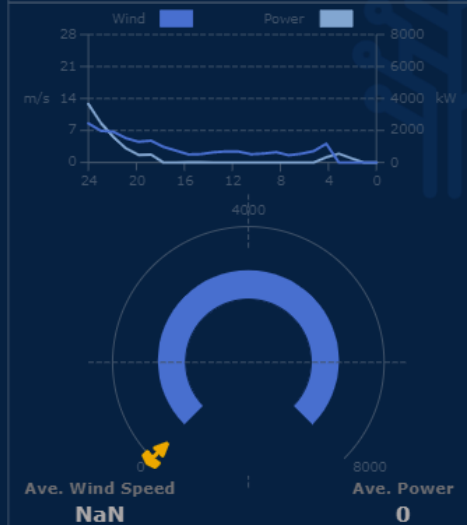 Wind Power
28 8000
21 6000
m/s 14 4000 kW
7 2000
0 0
24 20 16 12 8 4 0
4000
0 8000
Ave. Wind Speed Ave. Power
NaN 0